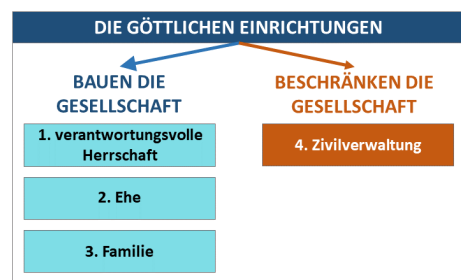 DIE GÖTTLICHEN EINRICHTUNGEN
BAUEN DIE
GESELLSCHAFT
1. verantwortungsvolle
Herrschaft
2. Ehe
3. Familie
BESCHRÄNKEN DIE
GESELLSCHAFT
4. Zivilverwaltung